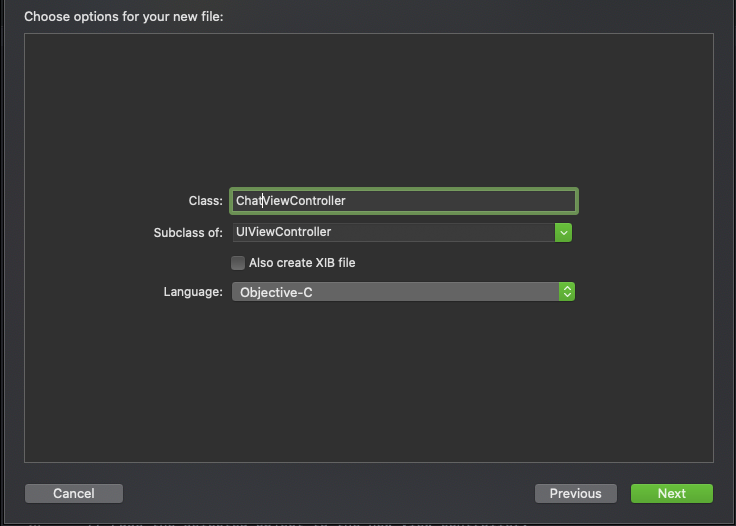 Choose options for your new file:
Class: ChatViewController
Subclass of: UIViewController
Also create XIB file
Language: Objective-C
Cancel Previous Next